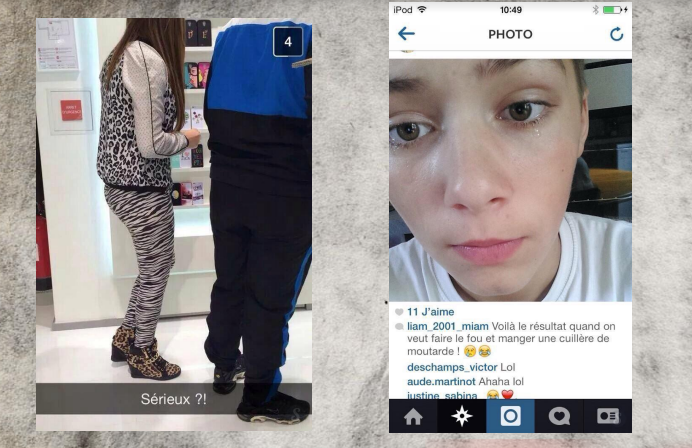 4
Sérieux ?!
iPod 10:49
PHOTO
11 J'aime
liam_2001_miam Voilà le résultat quand on
veut faire le fou et manger une cuillère de
moutarde ! 😢😂
deschamps_victor Lol
aude.martinot Ahaha lol
justine_sabina 😂❤️